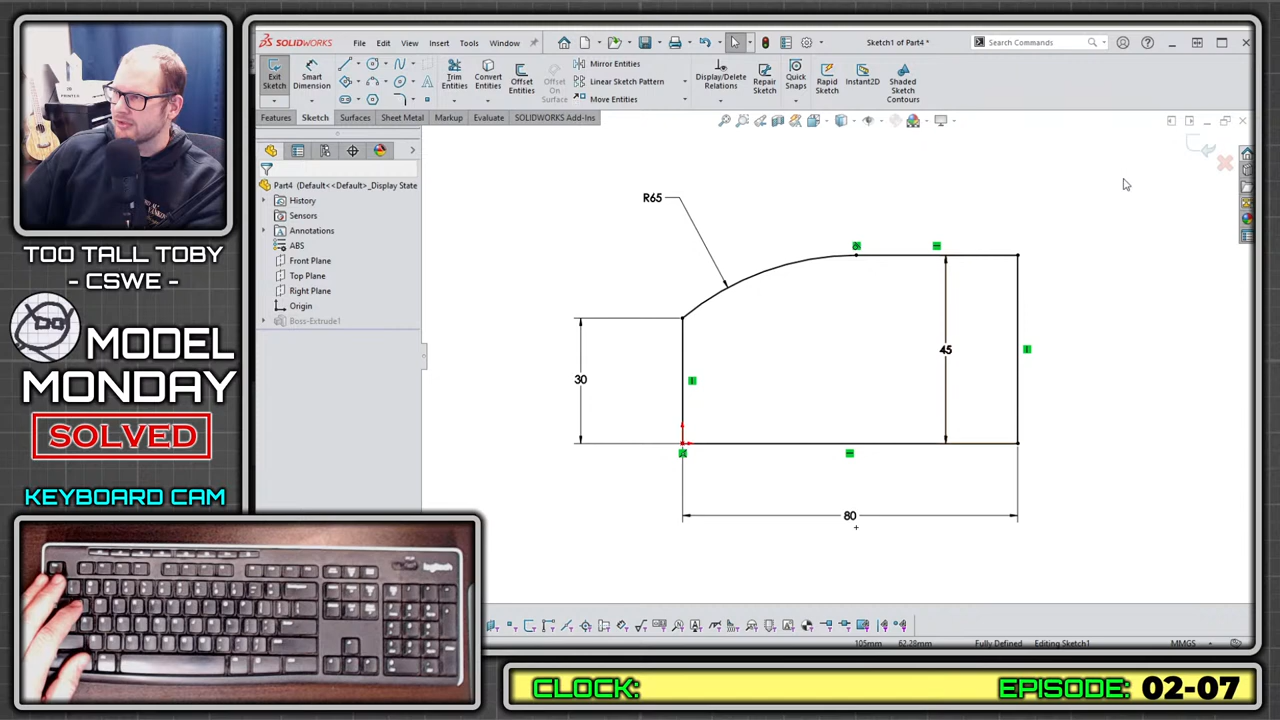 SOLIDWORKS File Edit View Insert Tools Window Sketch1 of Part4 * Search Commands
Exit Sketch
Smart Dimension
Trim Entities
Convert Entities
Offset Entities
Offset On Surface
Mirror Entities
Linear Sketch Pattern
Move Entities
Display/Delete Relations
Repair Sketch
Quick Snaps
Rapid Sketch
Instant2D
Shaded Sketch Contours
Features Sketch Surfaces Sheet Metal Markup Evaluate SOLIDWORKS Add-Ins
Part4 (Default<<Default>_Display State
History
Sensors
Annotations
ABS
Front Plane
Top Plane
Right Plane
Origin
Boss-Extrude1
R65
45
30
80
105mm 62.28mm Fully Defined Editing Sketch1 MMGS
TOO TALL TOBY
- CSWE -
MODEL
MONDAY
SOLVED
KEYBOARD CAM
logitech
CLOCK: EPISODE: 02-07